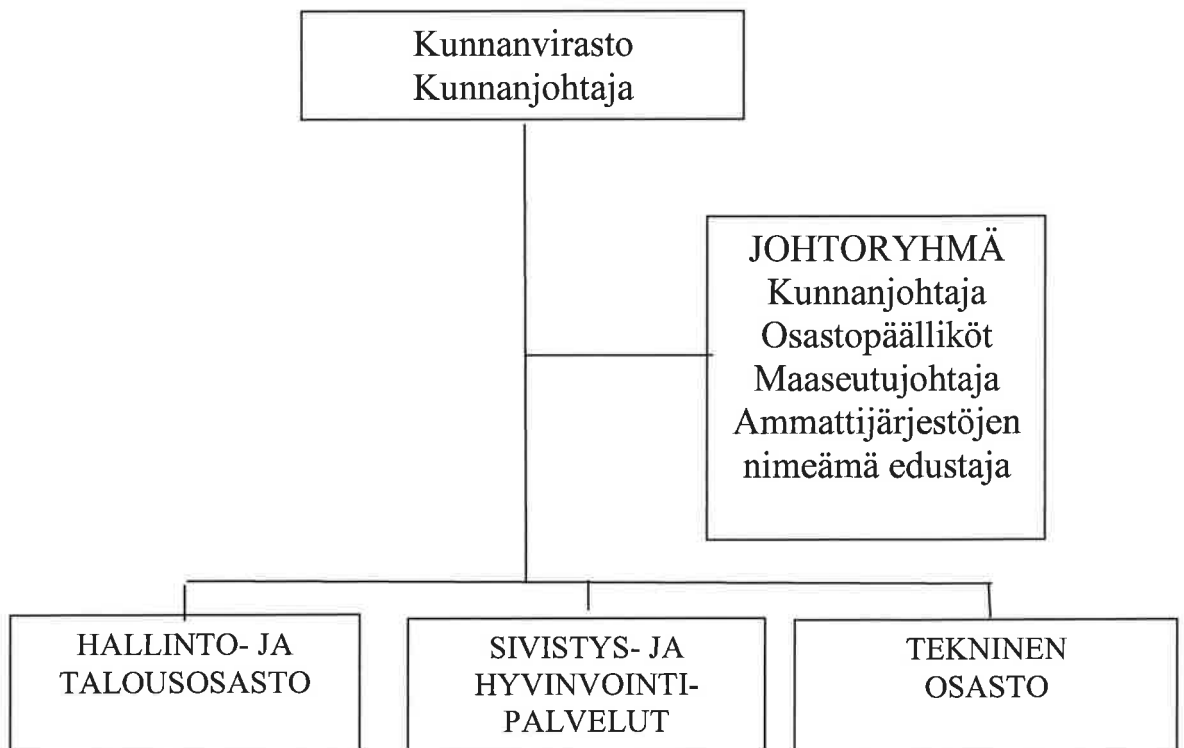 Kunnanvirasto
Kunnanjohtaja
JOHTORYHMÄ
Kunnanjohtaja
Osastopäälliköt
Maaseutujohtaja
Ammattijärjestöjen
nimeämä edustaja
HALLINTO- JA
TALOUSOSASTO
SIVISTYS- JA
HYVINVOINTI-
PALVELUT
TEKNINEN
OSASTO